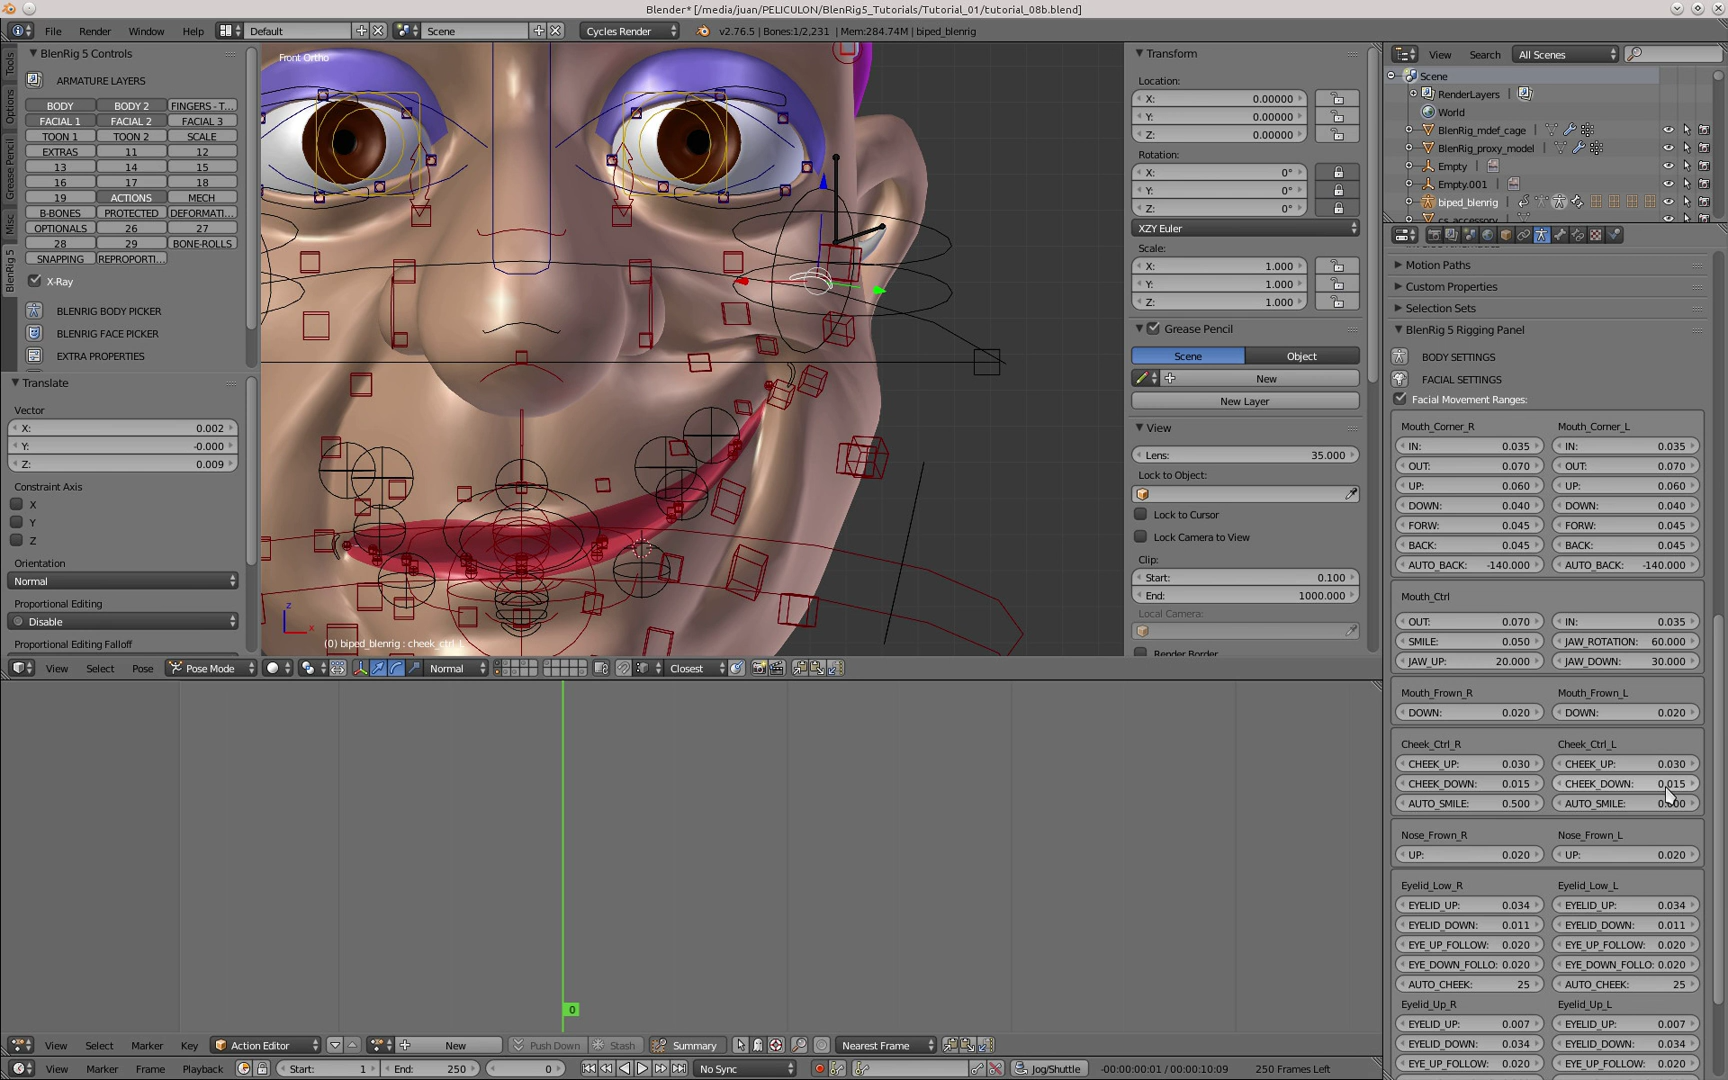 Blender* [/media/juan/PELICULON/BlenRig5_Tutorials/Tutorial_01/tutorial_08b.blend]
File Render Window Help Default Scene Cycles Render v2.76.5 | Bones:1/2,231 | Mem:284.74M | biped_blenrig
Tools
Options
Grease Pencil
Misc
BlenRig 5
BlenRig 5 Controls
ARMATURE LAYERS
BODY BODY 2 FINGERS - T...
FACIAL 1 FACIAL 2 FACIAL 3
TOON 1 TOON 2 SCALE
EXTRAS 11 12
13 14 15
16 17 18
19 ACTIONS MECH
B-BONES PROTECTED DEFORMATI...
OPTIONALS 26 27
28 29 BONE-ROLLS
SNAPPING REPROPORTI...
X-Ray
BLENRIG BODY PICKER
BLENRIG FACE PICKER
EXTRA PROPERTIES
Translate
Vector
X: 0.002
Y: -0.000
Z: 0.009
Constraint Axis
X
Y
Z
Orientation
Normal
Proportional Editing
Disable
Proportional Editing Falloff
Front Ortho
z
x
(0) biped_blenrig : cheek_ctrl_L
View Select Pose Pose Mode Normal Closest
Transform
Location:
X: 0.00000
Y: 0.00000
Z: 0.00000
Rotation:
X: 0°
Y: 0°
Z: 0°
XZY Euler
Scale:
X: 1.000
Y: 1.000
Z: 1.000
Grease Pencil
Scene Object
New
New Layer
View
Lens: 35.000
Lock to Object:
Lock to Cursor
Lock Camera to View
Clip:
Start: 0.100
End: 1000.000
Local Camera:
Render Border
View Search All Scenes
Scene
RenderLayers
World
BlenRig_mdef_cage
BlenRig_proxy_model
Empty
Empty.001
biped_blenrig
cs_accessory
Motion Paths
Custom Properties
Selection Sets
BlenRig 5 Rigging Panel
BODY SETTINGS
FACIAL SETTINGS
Facial Movement Ranges:
Mouth_Corner_R Mouth_Corner_L
IN: 0.035 IN: 0.035
OUT: 0.070 OUT: 0.070
UP: 0.060 UP: 0.060
DOWN: 0.040 DOWN: 0.040
FORW: 0.045 FORW: 0.045
BACK: 0.045 BACK: 0.045
AUTO_BACK: -140.000 AUTO_BACK: -140.000
Mouth_Ctrl
OUT: 0.070 IN: 0.035
SMILE: 0.050 JAW_ROTATION: 60.000
JAW_UP: 20.000 JAW_DOWN: 30.000
Mouth_Frown_R Mouth_Frown_L
DOWN: 0.020 DOWN: 0.020
Cheek_Ctrl_R Cheek_Ctrl_L
CHEEK_UP: 0.030 CHEEK_UP: 0.030
CHEEK_DOWN: 0.015 CHEEK_DOWN: 0.015
AUTO_SMILE: 0.500 AUTO_SMILE:
Nose_Frown_R Nose_Frown_L
UP: 0.020 UP: 0.020
Eyelid_Low_R Eyelid_Low_L
EYELID_UP: 0.034 EYELID_UP: 0.034
EYELID_DOWN: 0.011 EYELID_DOWN: 0.011
EYE_UP_FOLLOW: 0.020 EYE_UP_FOLLOW: 0.020
EYE_DOWN_FOLLO: 0.020 EYE_DOWN_FOLLO: 0.020
AUTO_CHEEK: 25 AUTO_CHEEK: 25
Eyelid_Up_R Eyelid_Up_L
EYELID_UP: 0.007 EYELID_UP: 0.007
EYELID_DOWN: 0.034 EYELID_DOWN: 0.034
EYE_UP_FOLLOW: 0.020 EYE_UP_FOLLOW: 0.020
0
View Select Marker Key Action Editor New Push Down Stash Summary Nearest Frame
View Marker Frame Playback Start: 1 End: 250 0 No Sync Jog/Shuttle -00:00:00:01 / 00:00:10:09 250 Frames Left